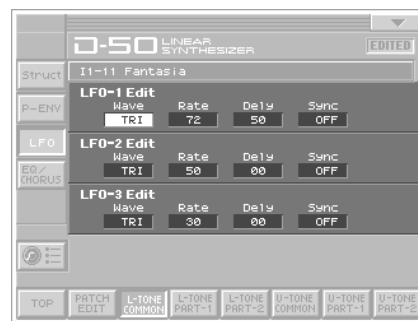 D-50 LINEAR SYNTHESIZER
EDITED
Struct
I1-11 Fantasia
P-ENV
LFO-1 Edit
Wave Rate Dely Sync
TRI 72 50 OFF
LFO
LFO-2 Edit
Wave Rate Dely Sync
TRI 50 00 OFF
EQ/
CHORUS
LFO-3 Edit
Wave Rate Dely Sync
TRI 30 00 OFF
TOP
PATCH EDIT
L-TONE COMMON
L-TONE PART-1
L-TONE PART-2
U-TONE COMMON
U-TONE PART-1
U-TONE PART-2